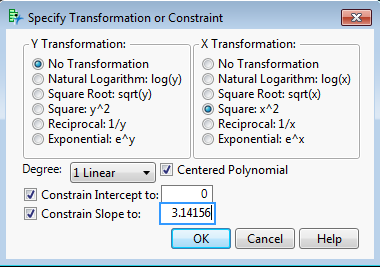 Specify Transformation or Constraint
Y Transformation:
No Transformation
Natural Logarithm: log(y)
Square Root: sqrt(y)
Square: y^2
Reciprocal: 1/y
Exponential: e^y
X Transformation:
No Transformation
Natural Logarithm: log(x)
Square Root: sqrt(x)
Square: x^2
Reciprocal: 1/x
Exponential: e^x
Degree: 1 Linear Centered Polynomial
Constrain Intercept to: 0
Constrain Slope to: 3.14156
OK Cancel Help